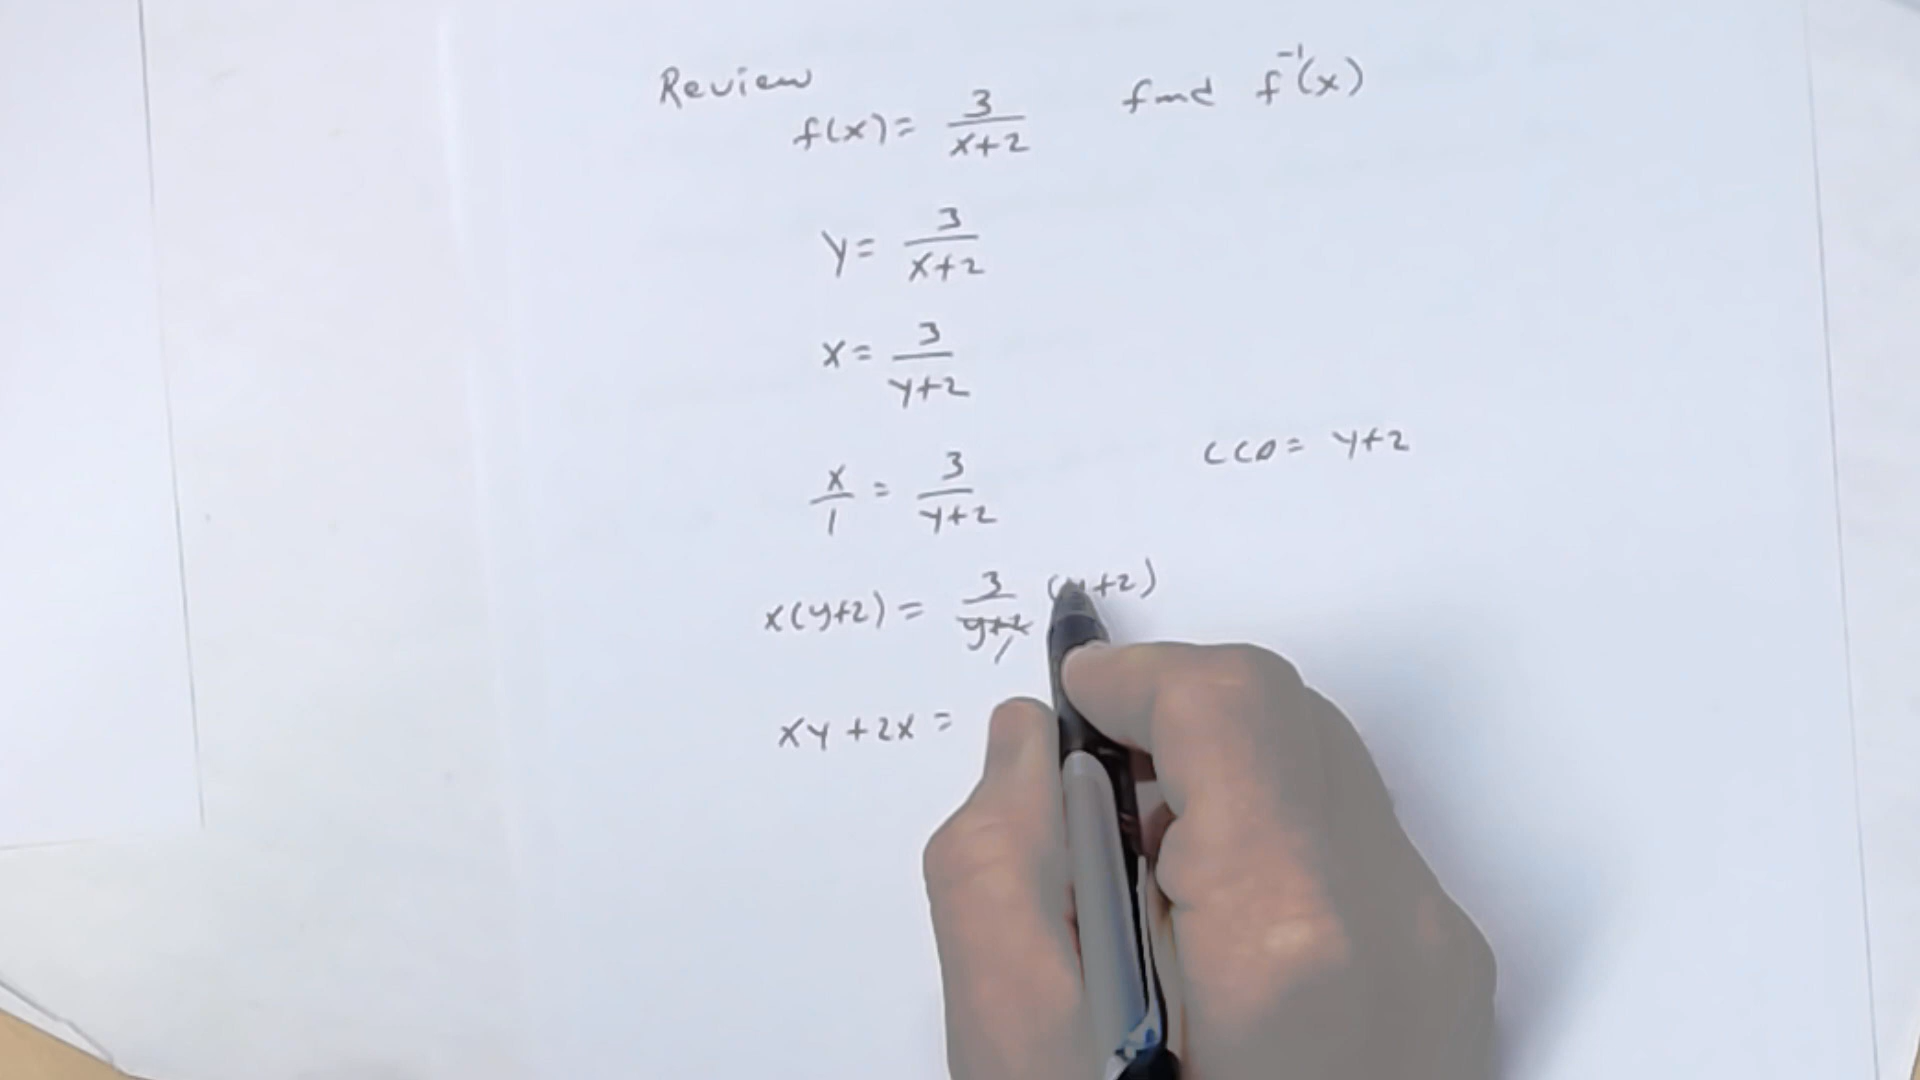 Review
f(x) = 3/(x+2) find f⁻¹(x)
y = 3/(x+2)
x = 3/(y+2)
x/1 = 3/(y+2) LCD = y+2
x(y+2) = 3/(y+2) (y+2)
1
xy + 2x =